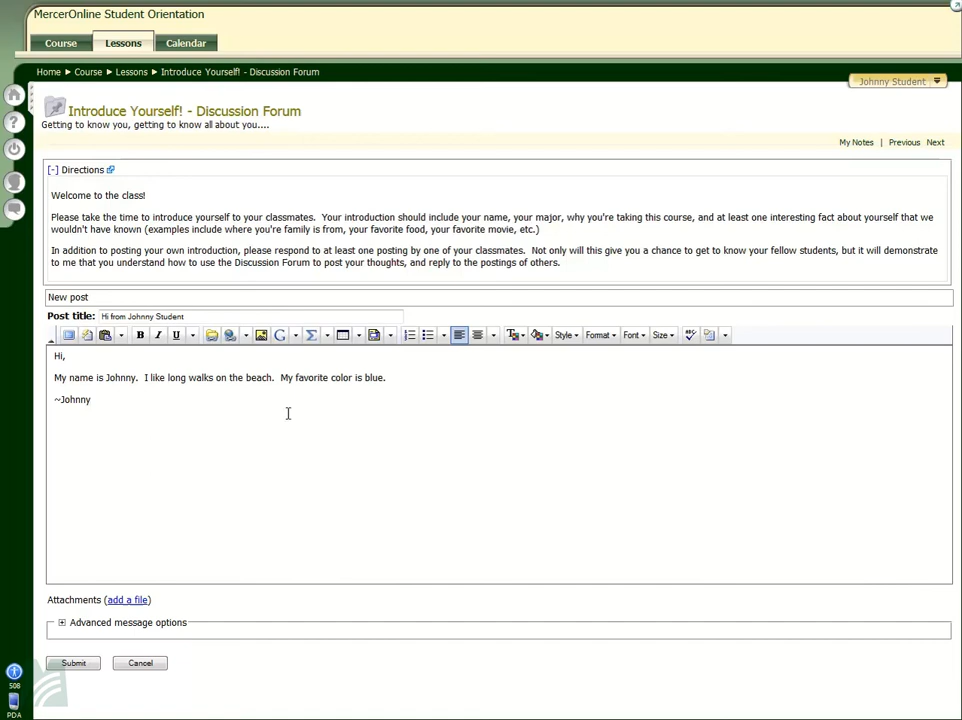 MercerOnline Student Orientation
Course Lessons Calendar
Home ▶ Course ▶ Lessons ▶ Introduce Yourself! - Discussion Forum
Johnny Student
Introduce Yourself! - Discussion Forum
Getting to know you, getting to know all about you....
My Notes | Previous Next
[-] Directions
Welcome to the class!
Please take the time to introduce yourself to your classmates. Your introduction should include your name, your major, why you're taking this course, and at least one interesting fact about yourself that we
wouldn't have known (examples include where you're family is from, your favorite food, your favorite movie, etc.)
In addition to posting your own introduction, please respond to at least one posting by one of your classmates. Not only will this give you a chance to get to know your fellow students, but it will demonstrate
to me that you understand how to use the Discussion Forum to post your thoughts, and reply to the postings of others.
New post
Post title: Hi from Johnny Student
B I U Style Format Font Size
Hi,
My name is Johnny. I like long walks on the beach. My favorite color is blue.
~Johnny
Attachments (add a file)
Advanced message options
Submit Cancel
508
PDA